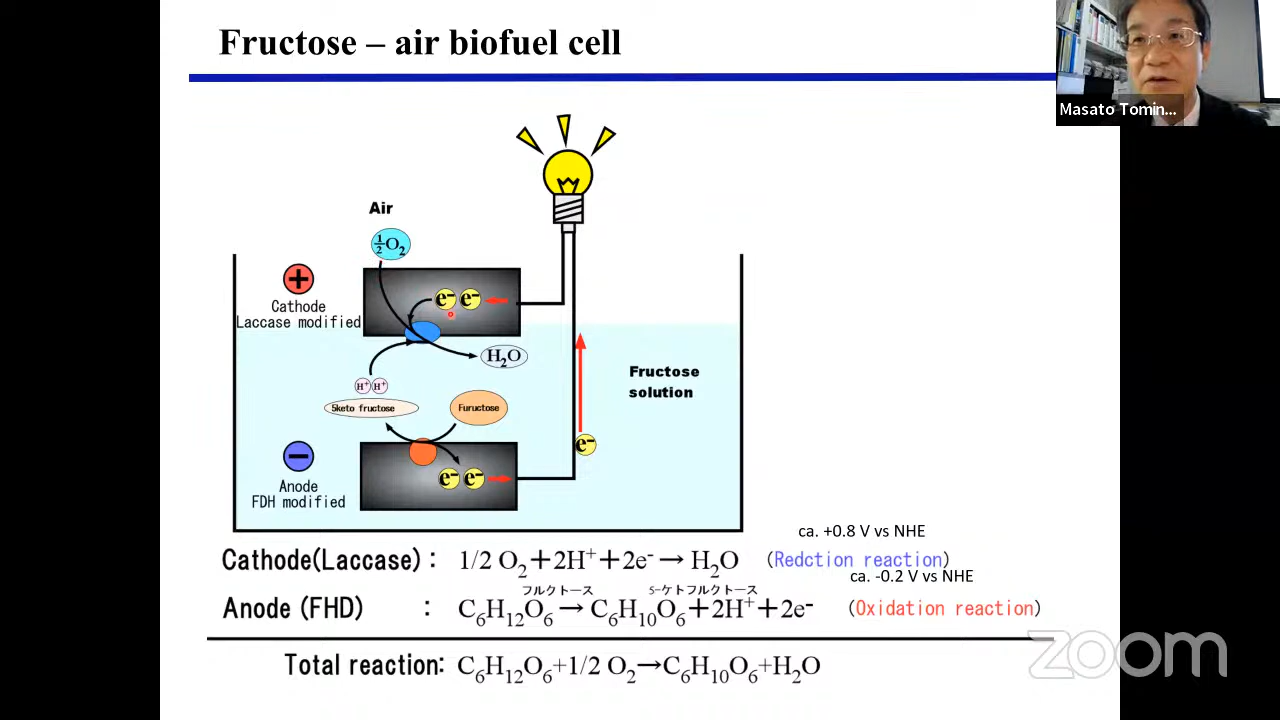 Fructose – air biofuel cell
Masato Tomin...
Air
½O₂
+
Cathode
Laccase modified
e⁻ e⁻
H₂O
H⁺ H⁺
5keto fructose
Fuructose
Fructose
solution
e⁻
−
Anode
FDH modified
e⁻ e⁻
ca. +0.8 V vs NHE
Cathode(Laccase) : 1/2 O₂+2H⁺+2e⁻→H₂O (Redction reaction)
ca. -0.2 V vs NHE
フルクトース 5-ケトフルクトース
Anode (FHD) : C₆H₁₂O₆→C₆H₁₀O₆+2H⁺+2e⁻ (Oxidation reaction)
Total reaction: C₆H₁₂O₆+1/2 O₂→C₆H₁₀O₆+H₂O
zoom